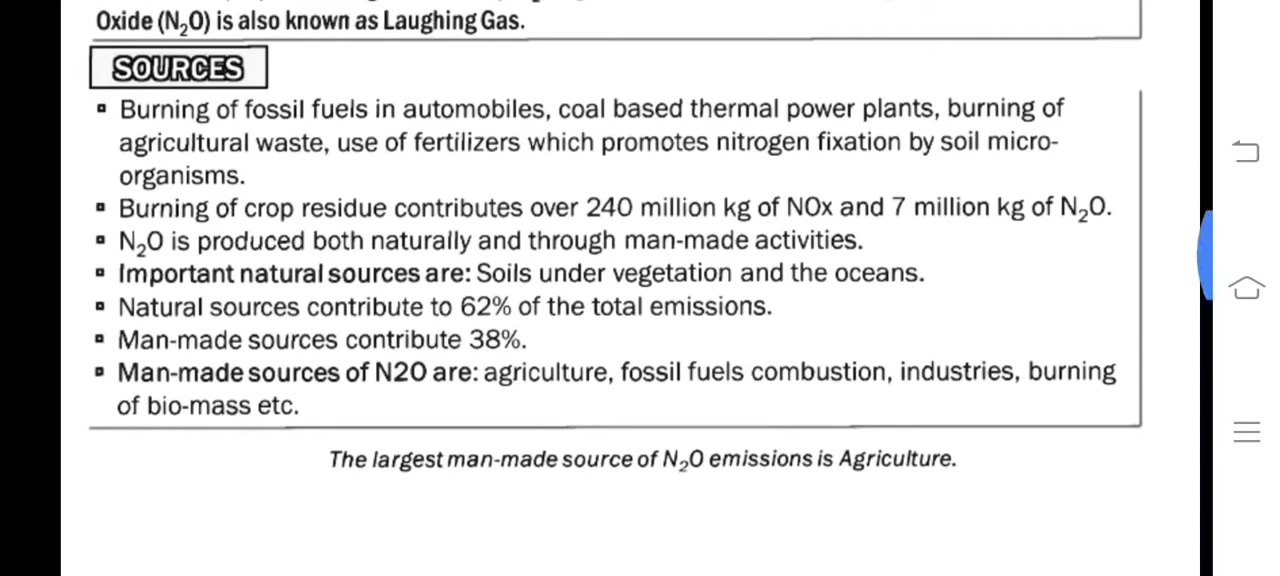 Oxide (N₂O) is also known as Laughing Gas.
SOURCES
▫ Burning of fossil fuels in automobiles, coal based thermal power plants, burning of
agricultural waste, use of fertilizers which promotes nitrogen fixation by soil micro-
organisms.
▫ Burning of crop residue contributes over 240 million kg of NOx and 7 million kg of N₂O.
▫ N₂O is produced both naturally and through man-made activities.
▫ Important natural sources are: Soils under vegetation and the oceans.
▫ Natural sources contribute to 62% of the total emissions.
▫ Man-made sources contribute 38%.
▫ Man-made sources of N2O are: agriculture, fossil fuels combustion, industries, burning
of bio-mass etc.
The largest man-made source of N₂O emissions is Agriculture.